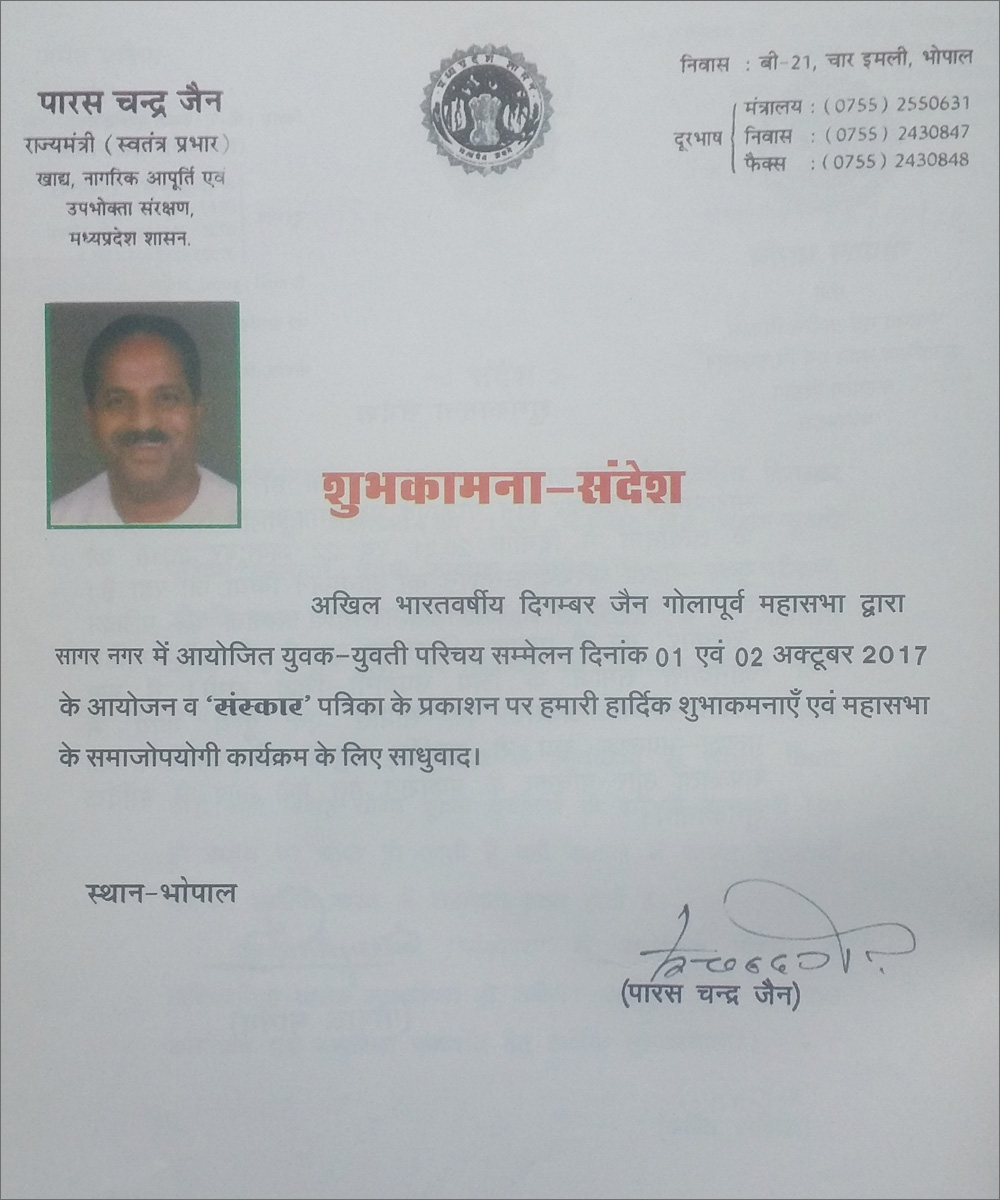 पारस चन्द्र जैन
राज्यमंत्री (स्वतंत्र प्रभार)
खाद्य, नागरिक आपूर्ति एवं
उपभोक्ता संरक्षण,
मध्यप्रदेश शासन.
निवास : बी-21, चार इमली, भोपाल
दूरभाष
मंत्रालय : (0755) 2550631
निवास : (0755) 2430847
फैक्स : (0755) 2430848
शुभकामना-संदेश
अखिल भारतवर्षीय दिगम्बर जैन गोलापूर्व महासभा द्वारा
सागर नगर में आयोजित युवक-युवती परिचय सम्मेलन दिनांक 01 एवं 02 अक्टूबर 2017
के आयोजन व ‘संस्कार’ पत्रिका के प्रकाशन पर हमारी हार्दिक शुभाकमनाएँ एवं महासभा
के समाजोपयोगी कार्यक्रम के लिए साधुवाद।
स्थान-भोपाल
(पारस चन्द्र जैन)